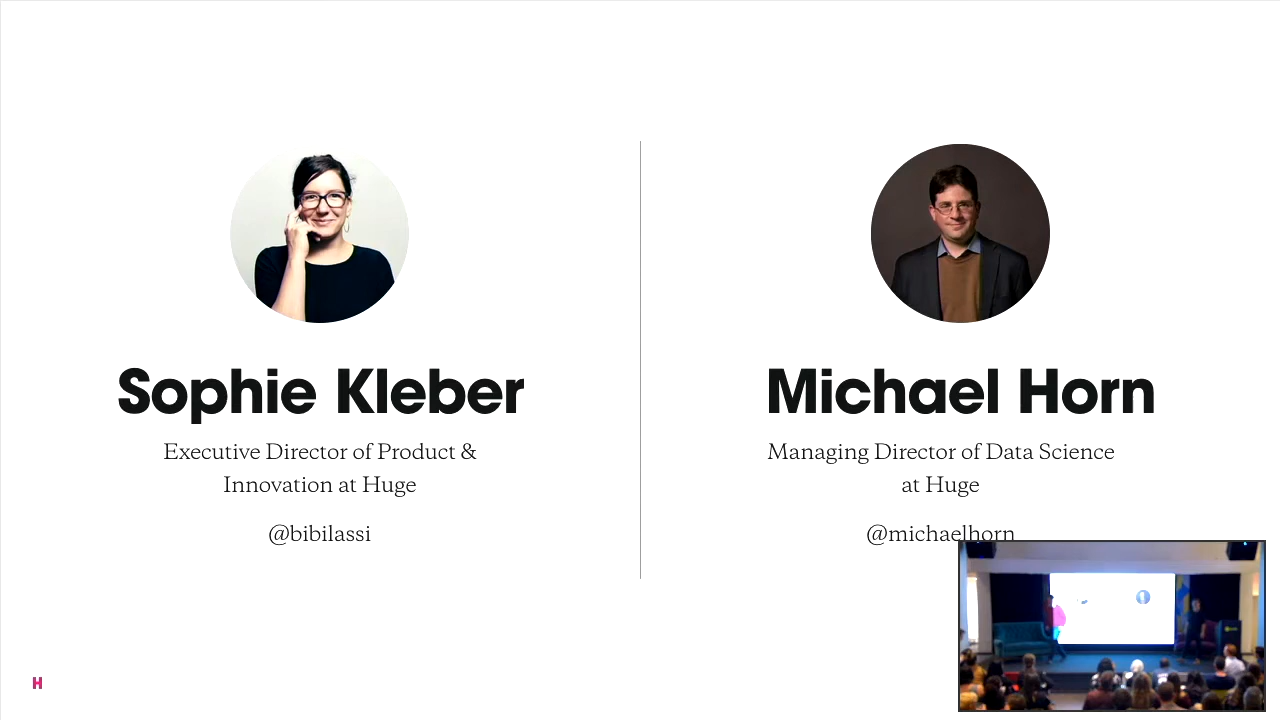 Sophie Kleber
Executive Director of Product &
Innovation at Huge
@bibilassi
Michael Horn
Managing Director of Data Science
at Huge
@michaelhorn
H